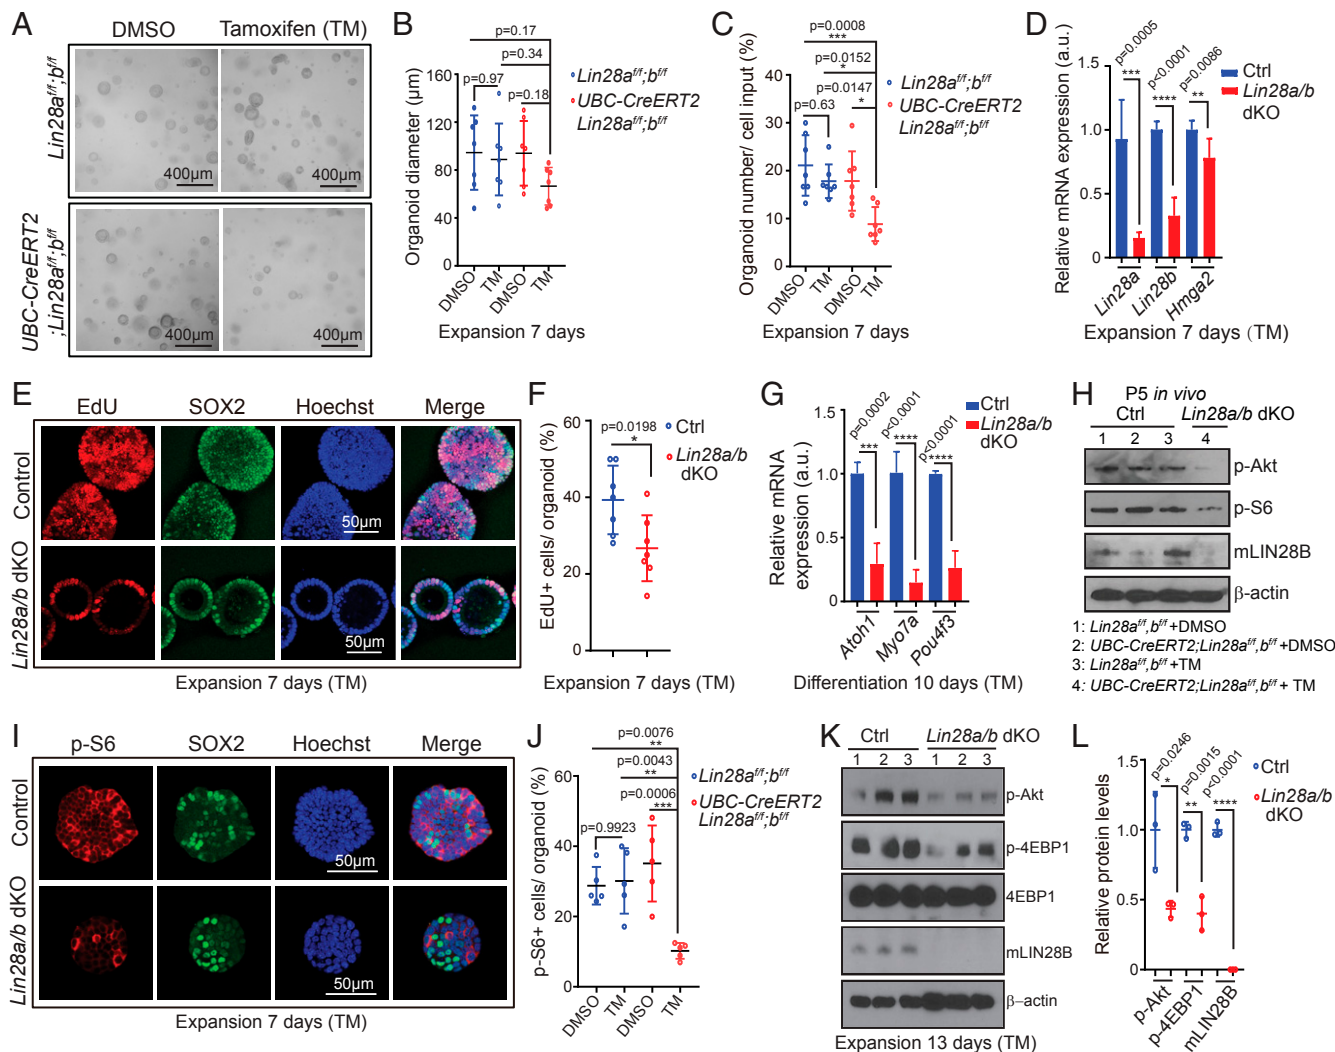 A
DMSO
Tamoxifen (TM)
Lin28a^f/f;b^f/f
400µm
400µm
UBC-CreERT2
;Lin28a^f/f;b^f/f
400µm
400µm
B
p=0.17
p=0.34
p=0.97
p=0.18
Lin28a^f/f;b^f/f
UBC-CreERT2
Lin28a^f/f;b^f/f
Organoid diameter (µm)
160
120
80
40
0
DMSO
TM
DMSO
TM
Expansion 7 days
C
p=0.0008
***
p=0.0152
*
p=0.0147
*
p=0.63
Lin28a^f/f;b^f/f
UBC-CreERT2
Lin28a^f/f;b^f/f
Organoid number/ cell input (%)
40
30
20
10
0
DMSO
TM
DMSO
TM
Expansion 7 days
D
p=0.0005
***
p<0.0001
****
p=0.0086
**
Ctrl
Lin28a/b
dKO
Relative mRNA expression (a.u.)
1.5
1.0
0.5
0
Lin28a
Lin28b
Hmga2
Expansion 7 days (TM)
E
EdU
SOX2
Hoechst
Merge
Control
50µm
Lin28a/b dKO
50µm
Expansion 7 days (TM)
F
p=0.0198
*
Ctrl
Lin28a/b
dKO
EdU+ cells/ organoid (%)
60
40
20
0
Expansion 7 days (TM)
G
p=0.0002
***
p<0.0001
****
p<0.0001
****
Ctrl
Lin28a/b
dKO
Relative mRNA
expression (a.u.)
1.5
1.0
0.5
0
Atoh1
Myo7a
Pou4f3
Differentiation 10 days (TM)
H
P5 in vivo
Ctrl
Lin28a/b dKO
1 2 3 4
p-Akt
p-S6
mLIN28B
β-actin
1: Lin28a^f/f,b^f/f +DMSO
2: UBC-CreERT2;Lin28a^f/f,b^f/f +DMSO
3: Lin28a^f/f,b^f/f +TM
4: UBC-CreERT2;Lin28a^f/f,b^f/f + TM
I
p-S6
SOX2
Hoechst
Merge
Control
50µm
Lin28a/b dKO
50µm
Expansion 7 days (TM)
J
p=0.0076
**
p=0.0043
**
p=0.0006
***
p=0.9923
Lin28a^f/f;b^f/f
UBC-CreERT2
Lin28a^f/f;b^f/f
p-S6+ cells/ organoid (%)
60
40
20
0
DMSO
TM
DMSO
TM
K
Ctrl
Lin28a/b dKO
1 2 3 1 2 3
p-Akt
p-4EBP1
4EBP1
mLIN28B
β-actin
Expansion 13 days (TM)
L
p=0.0246
*
p=0.0015
**
p<0.0001
****
Ctrl
Lin28a/b
dKO
Relative protein levels
1.5
1.0
0.5
0
p-Akt
p-4EBP1
mLIN28B